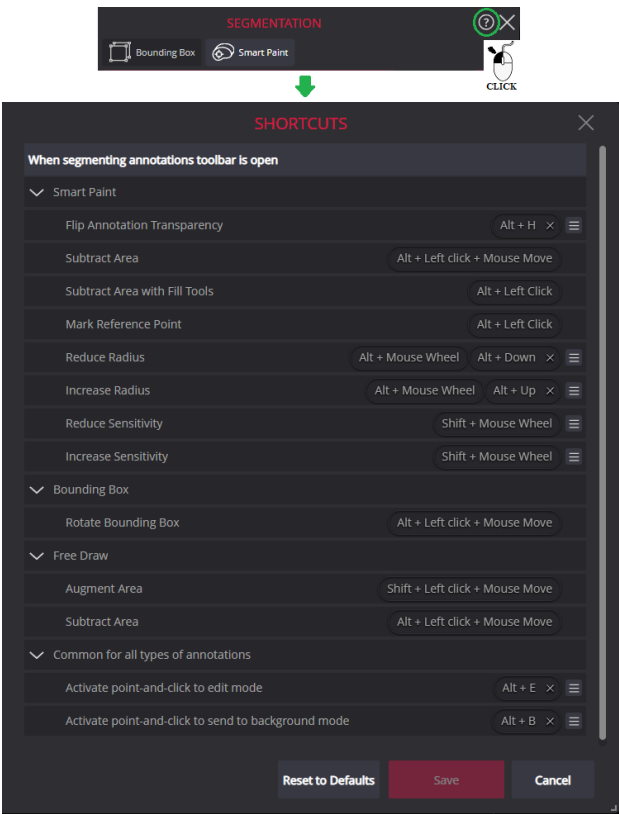 SEGMENTATION
?
Bounding Box Smart Paint
CLICK
SHORTCUTS
When segmenting annotations toolbar is open
Smart Paint
Flip Annotation Transparency Alt + H
Subtract Area Alt + Left click + Mouse Move
Subtract Area with Fill Tools Alt + Left Click
Mark Reference Point Alt + Left Click
Reduce Radius Alt + Mouse Wheel Alt + Down
Increase Radius Alt + Mouse Wheel Alt + Up
Reduce Sensitivity Shift + Mouse Wheel
Increase Sensitivity Shift + Mouse Wheel
Bounding Box
Rotate Bounding Box Alt + Left click + Mouse Move
Free Draw
Augment Area Shift + Left click + Mouse Move
Subtract Area Alt + Left click + Mouse Move
Common for all types of annotations
Activate point-and-click to edit mode Alt + E
Activate point-and-click to send to background mode Alt + B
Reset to Defaults Save Cancel